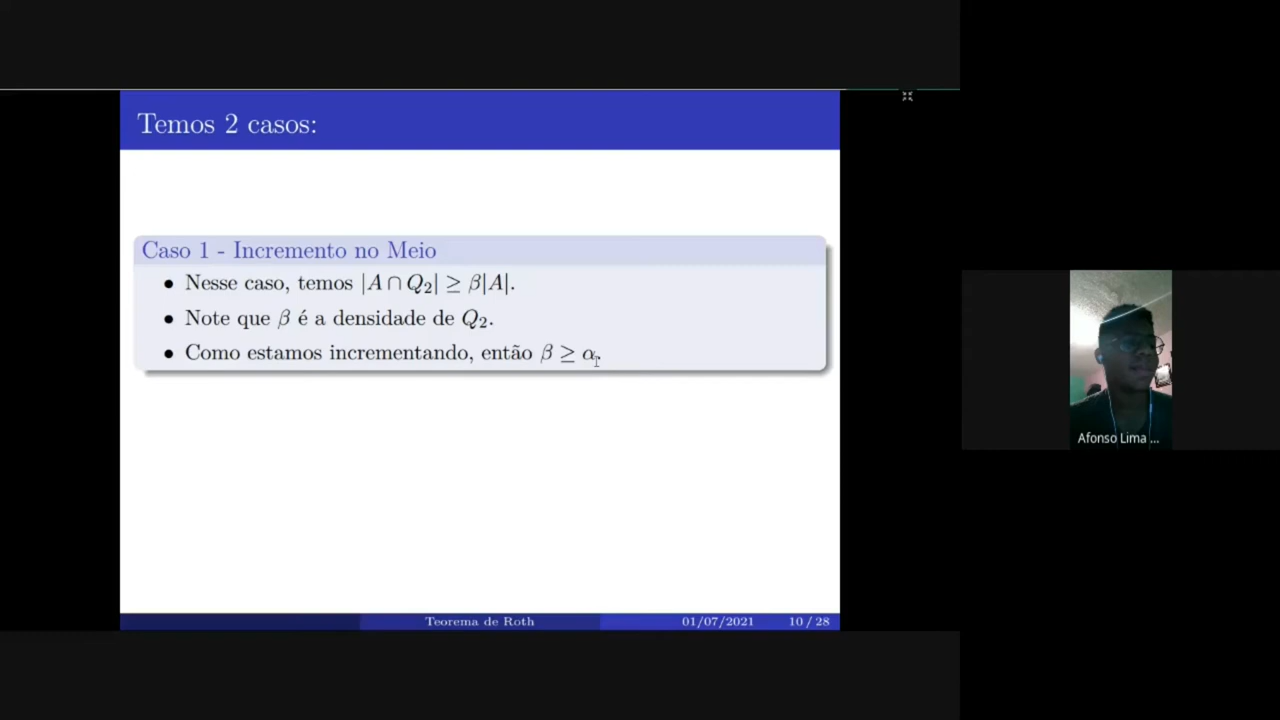 Temos 2 casos:
Caso 1 - Incremento no Meio
• Nesse caso, temos |A ∩ Q₂| ≥ β|A|.
• Note que β é a densidade de Q₂.
• Como estamos incrementando, então β ≥ α.
Afonso Lima ...
Teorema de Roth 01/07/2021 10 / 28